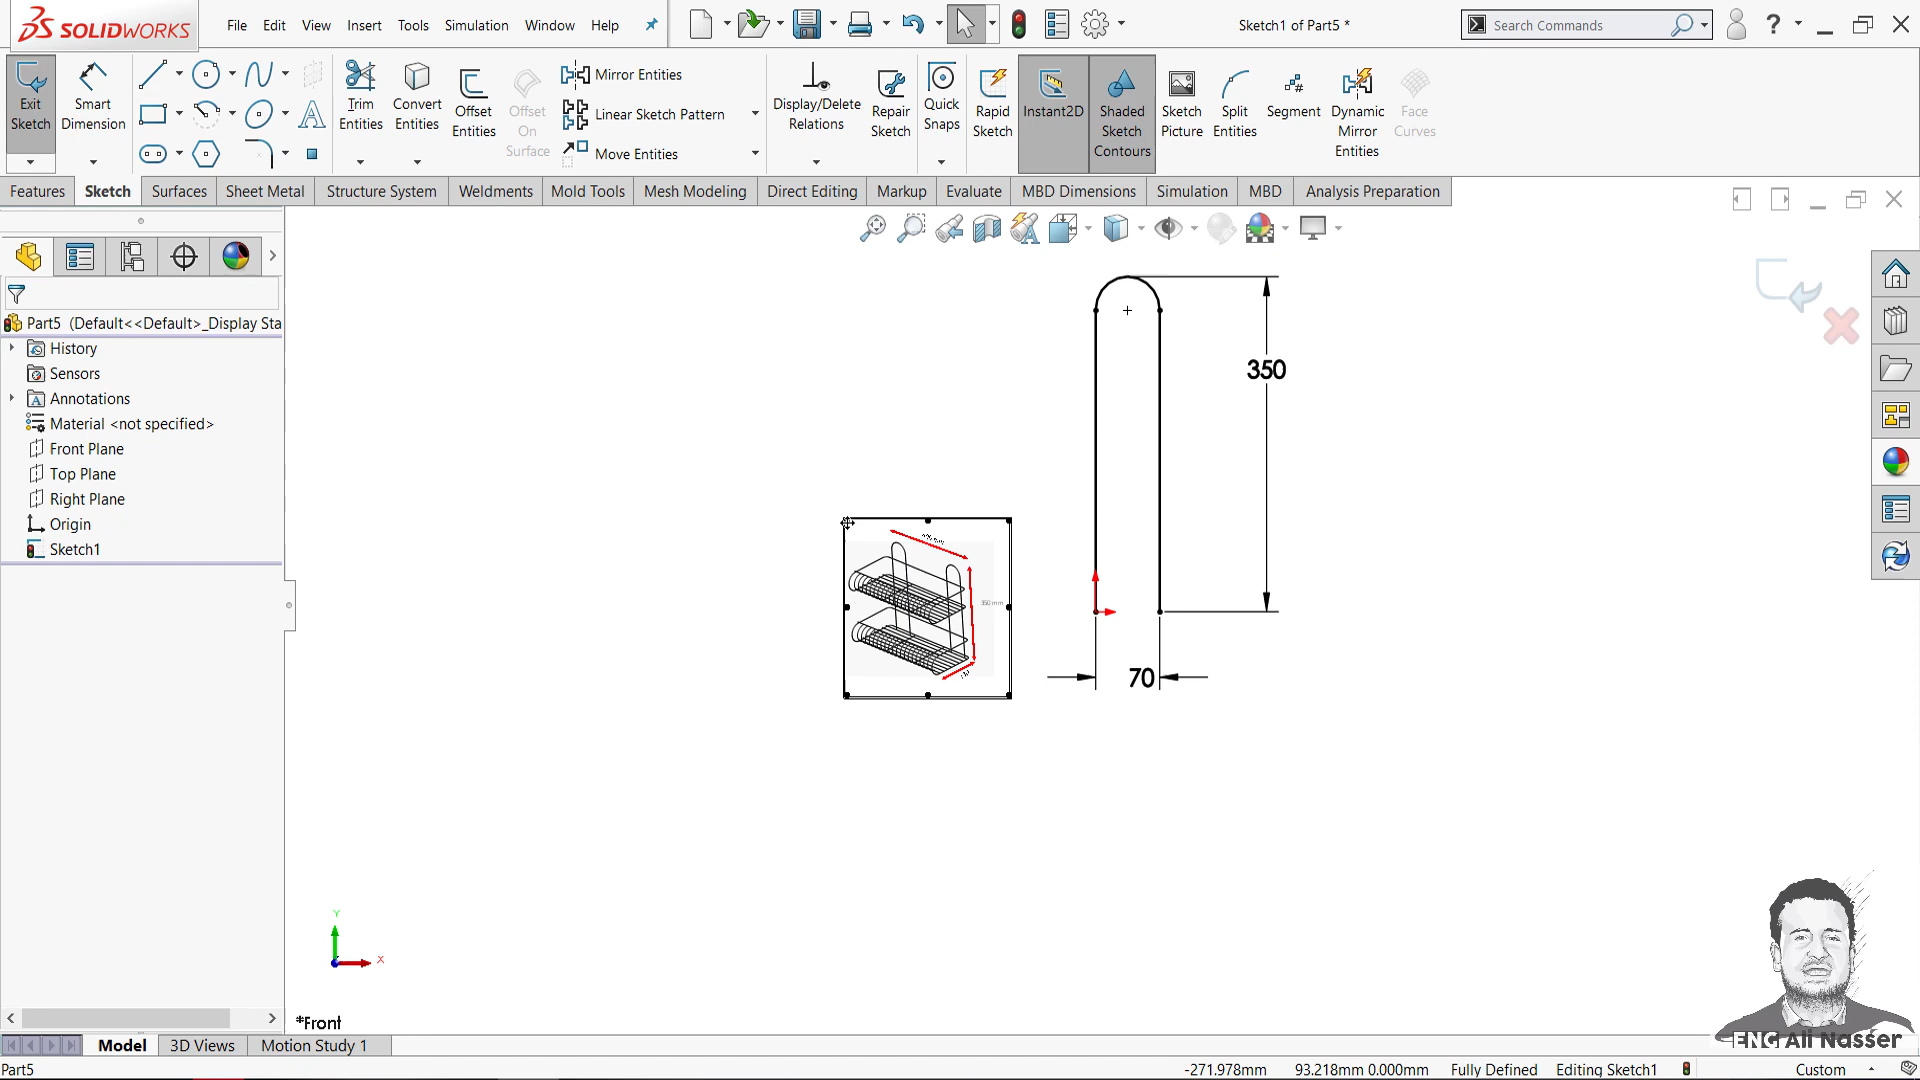 SOLIDWORKS
File Edit View Insert Tools Simulation Window Help
Sketch1 of Part5 *
Search Commands
Exit Sketch
Smart Dimension
Trim Entities
Convert Entities
Offset Entities
Offset On Surface
Mirror Entities
Linear Sketch Pattern
Move Entities
Display/Delete Relations
Repair Sketch
Quick Snaps
Rapid Sketch
Instant2D
Shaded Sketch Contours
Sketch Picture
Split Entities
Segment
Dynamic Mirror Entities
Face Curves
Features Sketch Surfaces Sheet Metal Structure System Weldments Mold Tools Mesh Modeling Direct Editing Markup Evaluate MBD Dimensions Simulation MBD Analysis Preparation
Part5 (Default<<Default>_Display Sta
History
Sensors
Annotations
Material <not specified>
Front Plane
Top Plane
Right Plane
Origin
Sketch1
350
350 mm
70
Y
X
*Front
ENG Ali Nasser
Model 3D Views Motion Study 1
Part5 -271.978mm 93.218mm 0.000mm Fully Defined Editing Sketch1 Custom